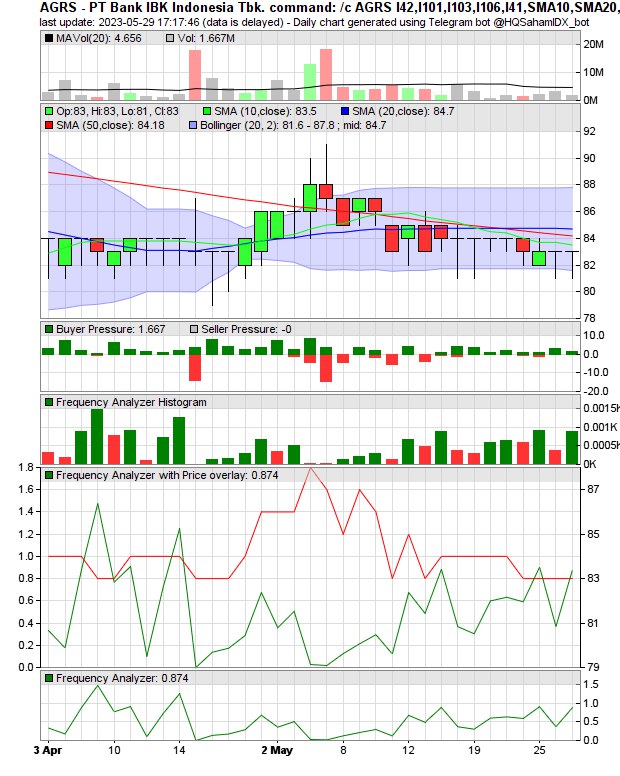 AGRS - PT Bank IBK Indonesia Tbk. command: /c AGRS I42,I101,I103,I106,I41,SMA10,SMA20,
last update: 2023-05-29 17:17:46 (data is delayed) - Daily chart generated using Telegram bot @HQSahamIDX_bot
MAVol(20): 4.656 Vol: 1.667M
20M
10M
0M
Op:83, Hi:83, Lo:81, Cl:83 SMA (10,close): 83.5 SMA (20,close): 84.7
SMA (50,close): 84.18 Bollinger (20, 2): 81.6 - 87.8 ; mid: 84.7
92
90
88
86
84
82
80
78
Buyer Pressure: 1.667 Seller Pressure: -0
10.0
0.0
-10.0
-20.0
Frequency Analyzer Histogram
0.0015K
0.001K
0.0005K
0K
Frequency Analyzer with Price overlay: 0.874
1.8
1.6
1.4
1.2
1.0
0.8
0.6
0.4
0.2
0.0
87
85
83
81
79
Frequency Analyzer: 0.874
1.5
1.0
0.5
0.0
3 Apr 10 14 2 May 8 12 19 25